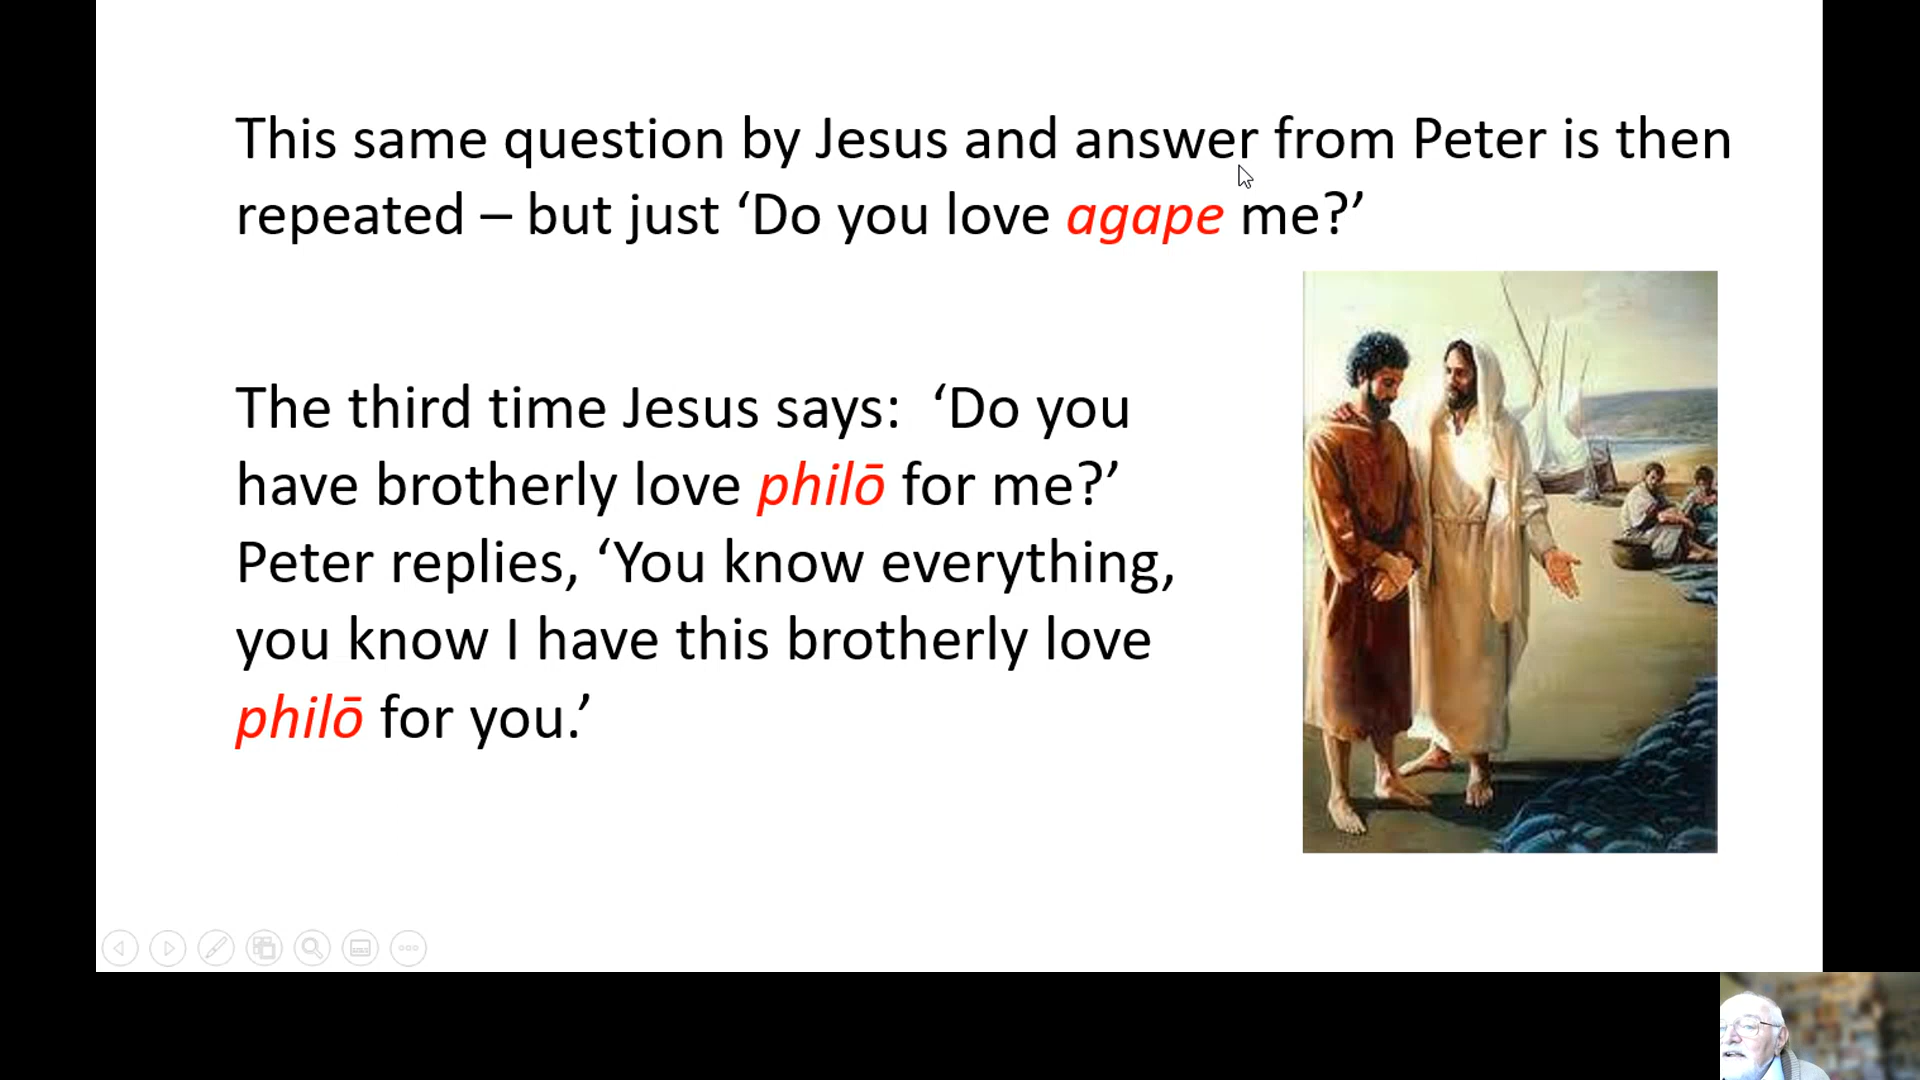 This same question by Jesus and answer from Peter is then
repeated – but just ‘Do you love agape me?’
The third time Jesus says:  ‘Do you
have brotherly love philō for me?’
Peter replies, ‘You know everything,
you know I have this brotherly love
philō for you.’